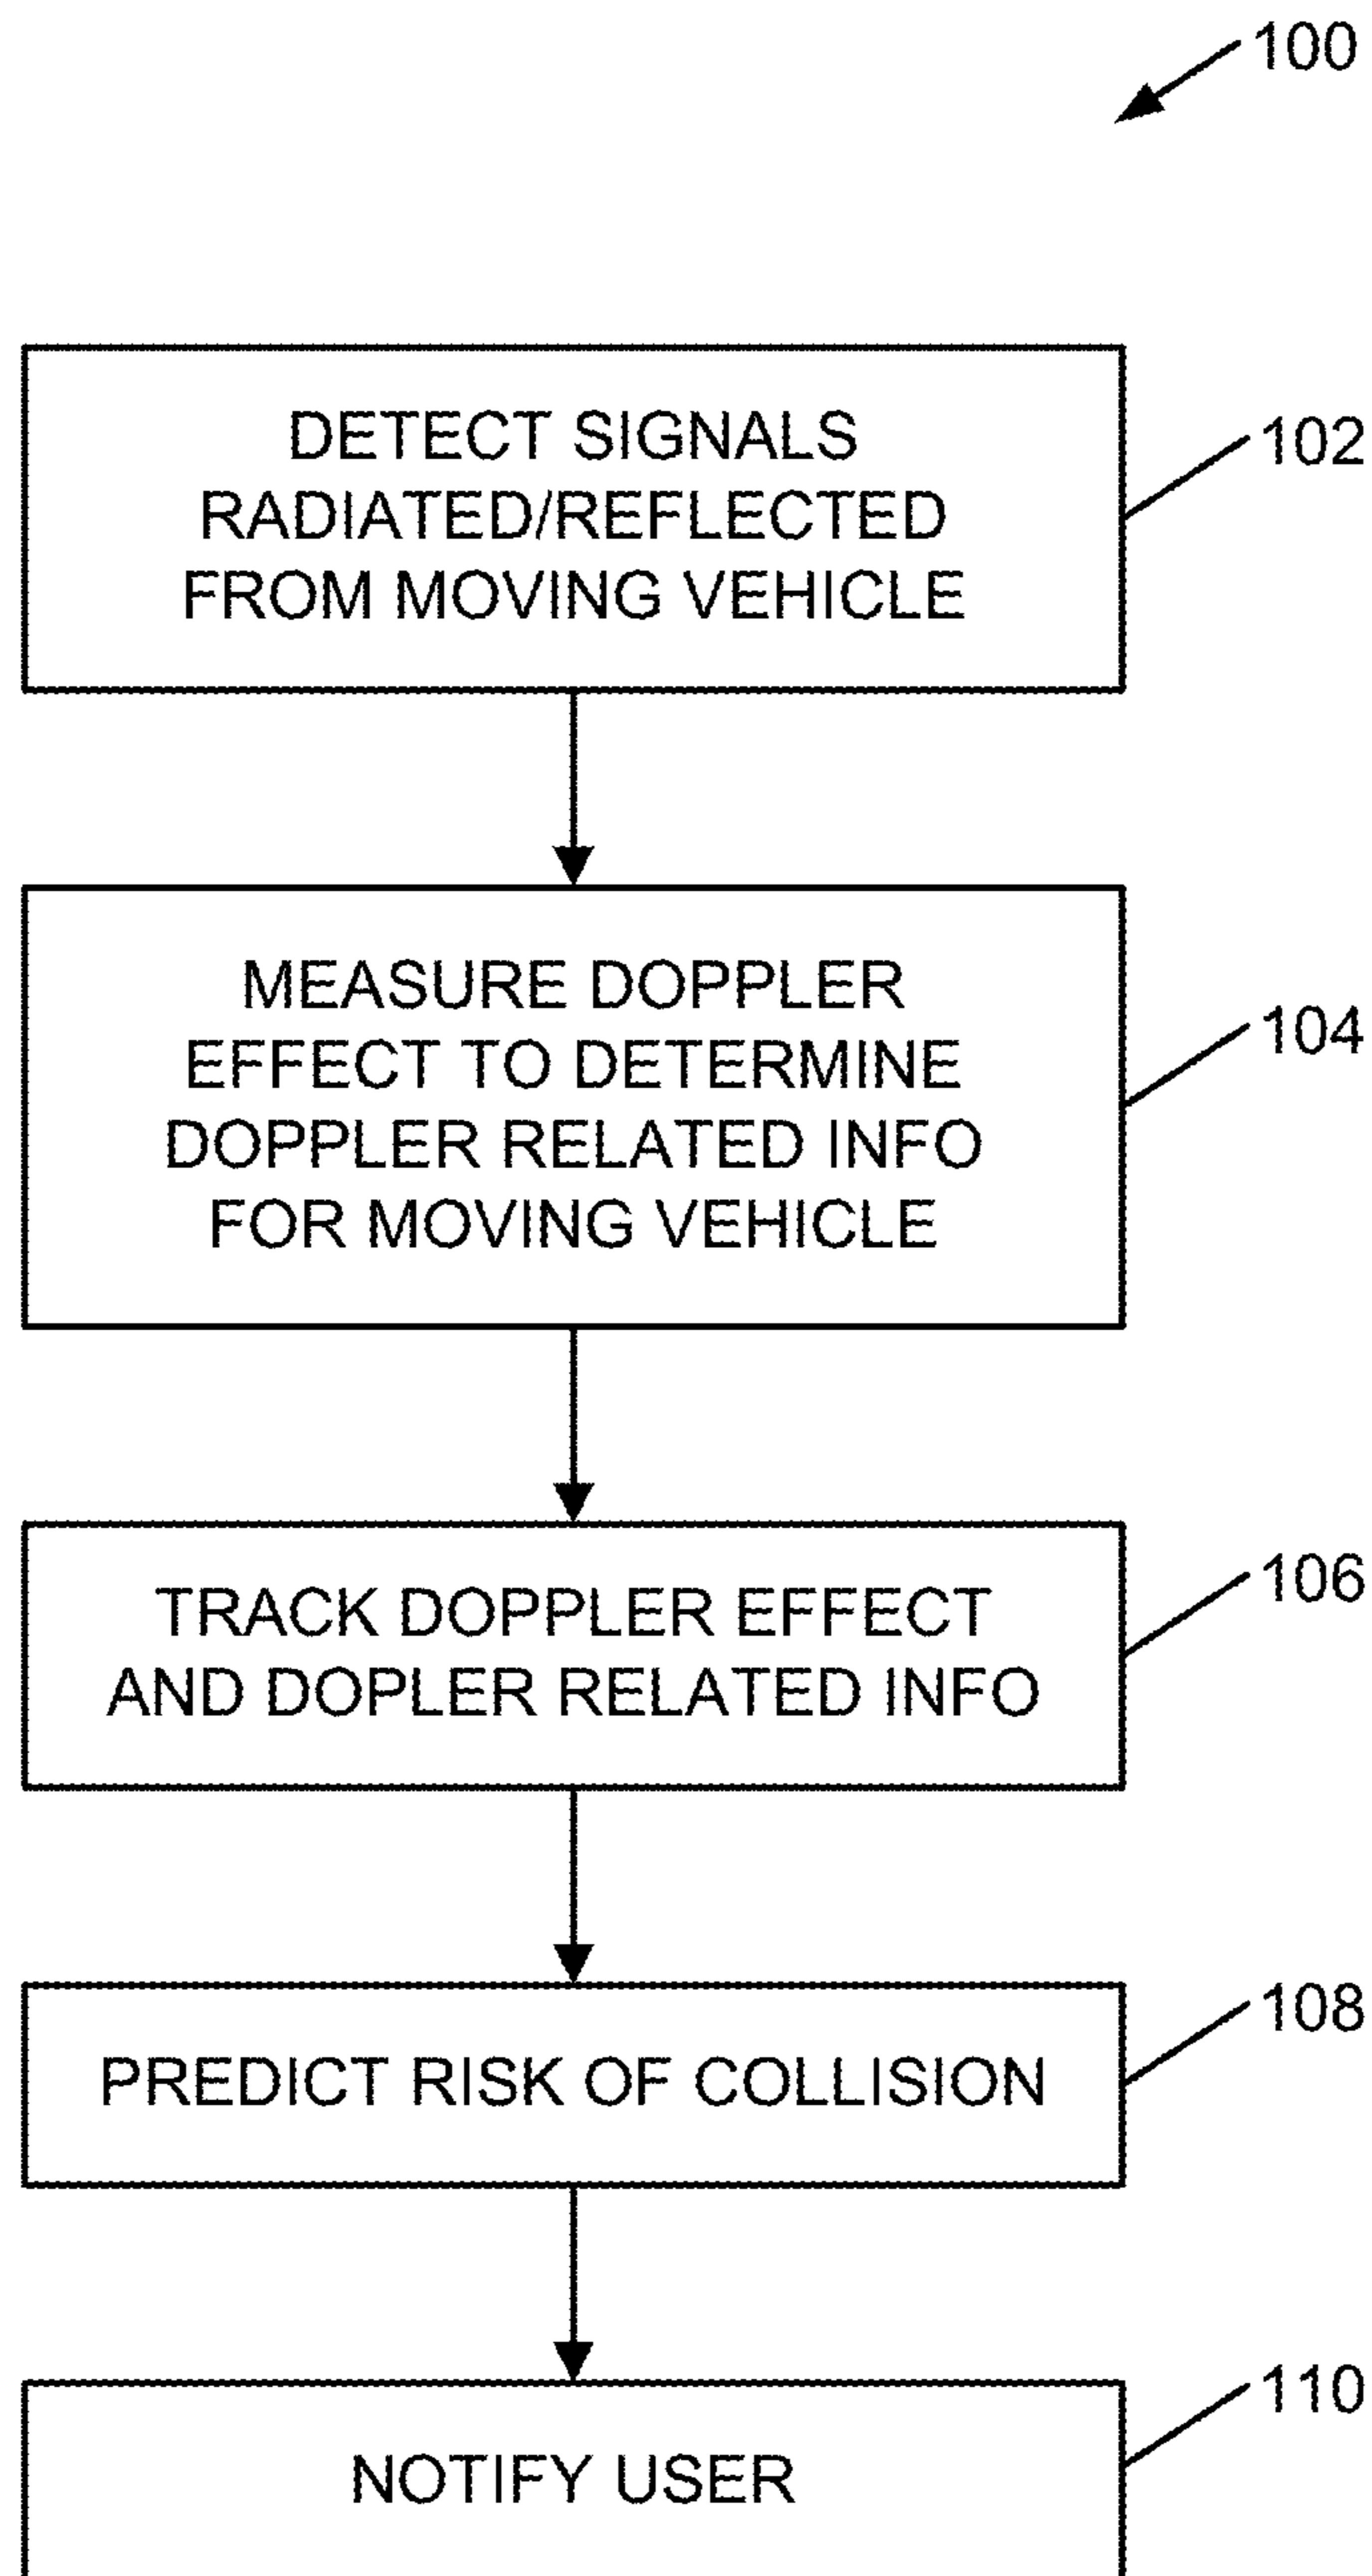 100
DETECT SIGNALS
RADIATED/REFLECTED
FROM MOVING VEHICLE
102
MEASURE DOPPLER
EFFECT TO DETERMINE
DOPPLER RELATED INFO
FOR MOVING VEHICLE
104
TRACK DOPPLER EFFECT
AND DOPLER RELATED INFO
106
PREDICT RISK OF COLLISION
108
NOTIFY USER
110